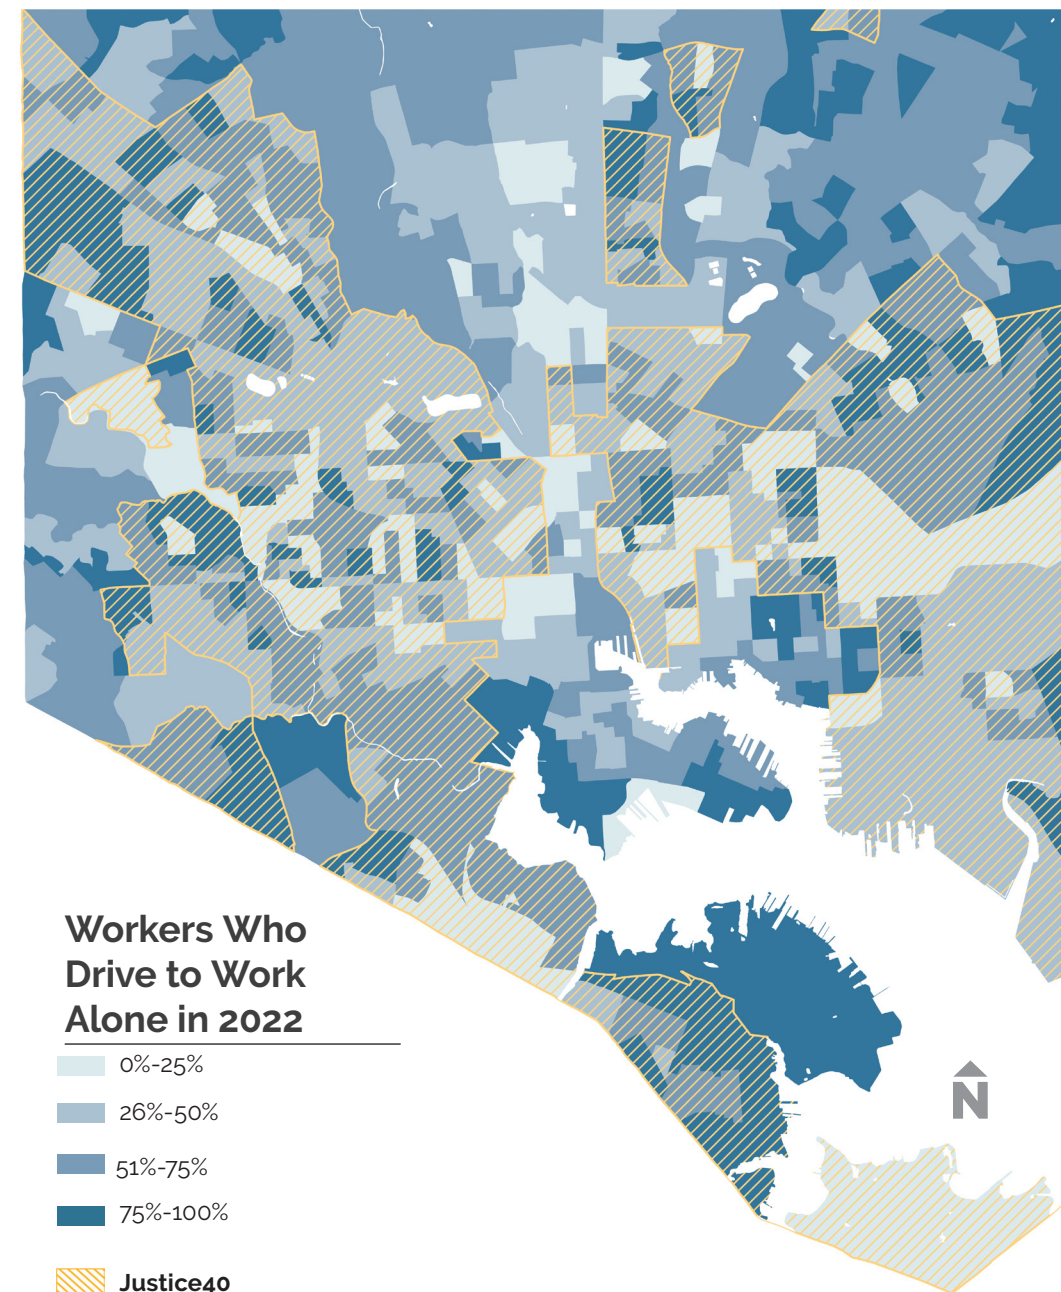 Workers Who
Drive to Work
Alone in 2022
0%-25%
26%-50%
51%-75%
75%-100%
Justice40
N